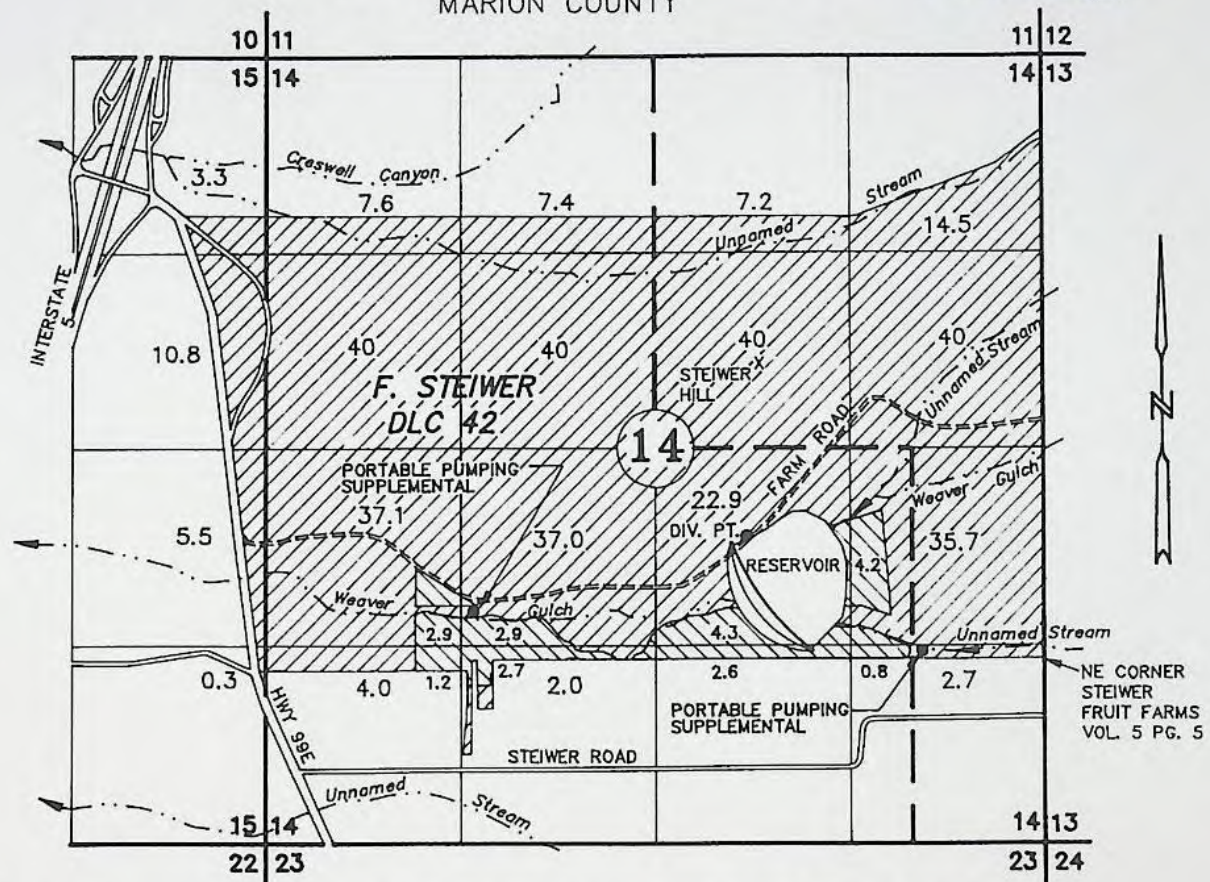 MARION COUNTY
10 11
11 12
15 14
14 13
Creswell Canyon
3.3
7.6
7.4
7.2
Unnamed Stream
14.5
INTERSTATE 5
10.8
40
40
40
40
F. STEIWER
DLC 42
STEIWER X
HILL
Unnamed Stream
14
FARM ROAD
N
PORTABLE PUMPING
SUPPLEMENTAL
37.1
37.0
22.9
Weaver Gulch
5.5
DIV. PT.
RESERVOIR
4.2
35.7
Weaver Gulch
2.9
2.9
4.3
Unnamed Stream
0.3
4.0
1.2
2.7
2.0
2.6
0.8
2.7
NE CORNER
STEIWER
FRUIT FARMS
VOL. 5 PG. 5
HWY 99E
PORTABLE PUMPING
SUPPLEMENTAL
STEIWER ROAD
Unnamed Stream
15 14
14 13
22 23
23 24